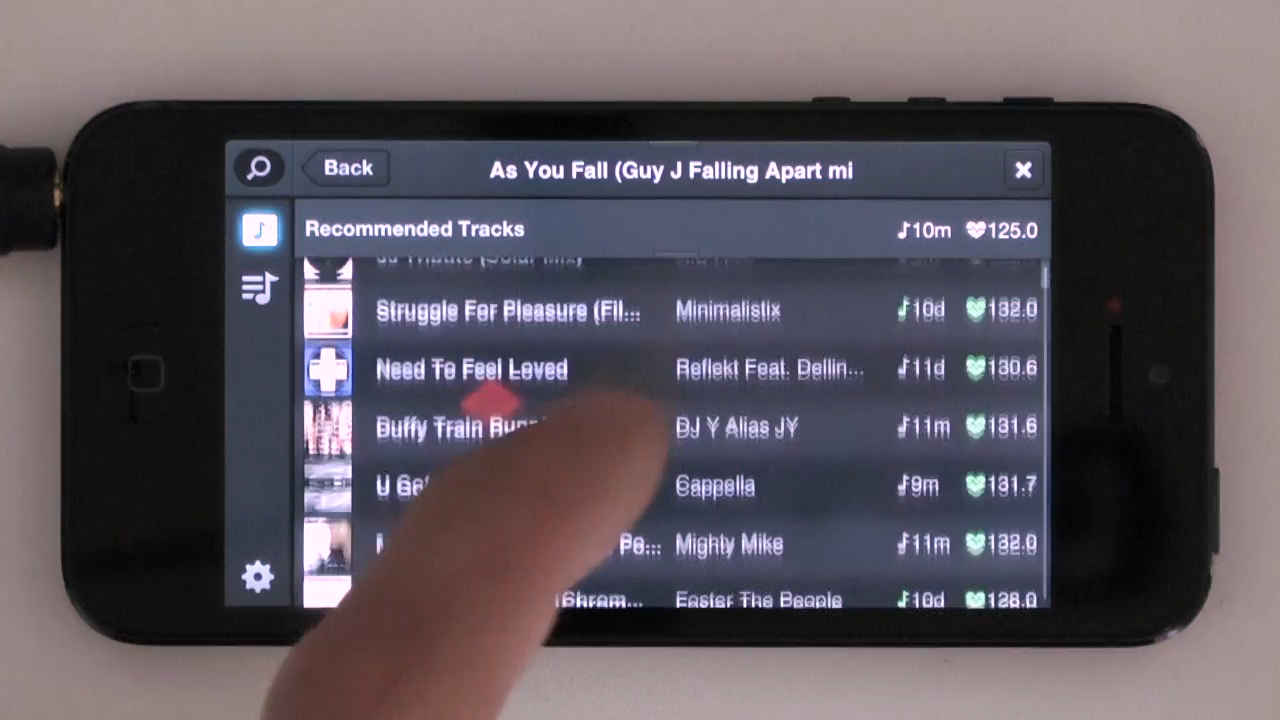 Back
As You Fall (Guy J Falling Apart mi
Recommended Tracks 10m 125.0
Struggle For Pleasure (Fil... Minimalistix 10d 132.0
Need To Feel Loved Reflekt Feat. Dellin... 11d 130.6
Duffy Train DJ Y Alias JY 11m 131.6
U Cappella 9m 131.7
Mighty Mike 11m 132.0
Foster The People 10d 128.0